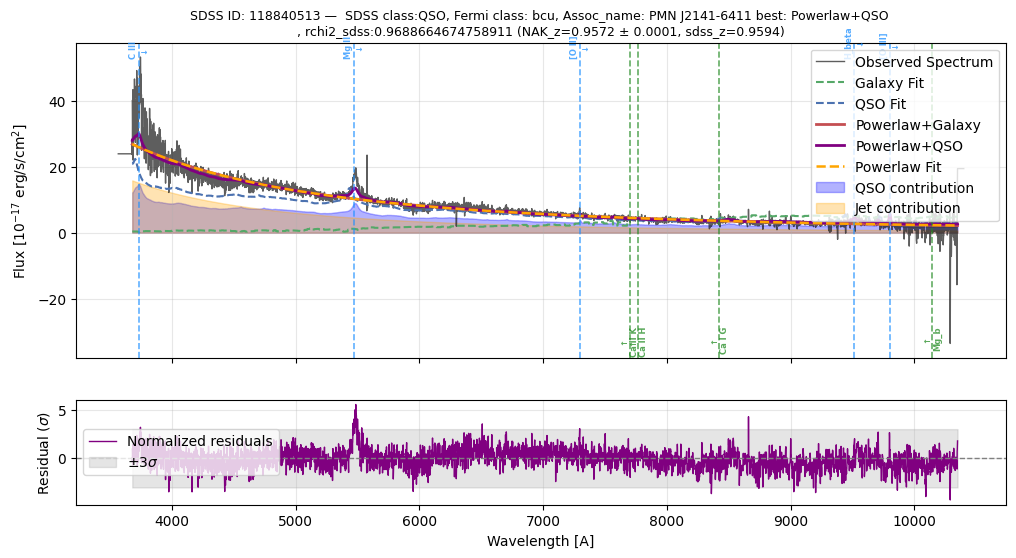 SDSS ID: 118840513 —  SDSS class:QSO, Fermi class: bcu, Assoc_name: PMN J2141-6411 best: Powerlaw+QSO
, rchi2_sdss:0.9688664674758911 (NAK_z=0.9572 ± 0.0001, sdss_z=0.9594)
Flux [10⁻¹⁷ erg/s/cm²]
40
20
0
−20
Mg II
[O II]
Ca II K
Ca II H
Ca I G
Mg_b
Observed Spectrum
Galaxy Fit
QSO Fit
Powerlaw+Galaxy
Powerlaw+QSO
Powerlaw Fit
QSO contribution
Jet contribution
Residual (σ)
5
0
Normalized residuals
±3σ
4000 5000 6000 7000 8000 9000 10000
Wavelength [A]